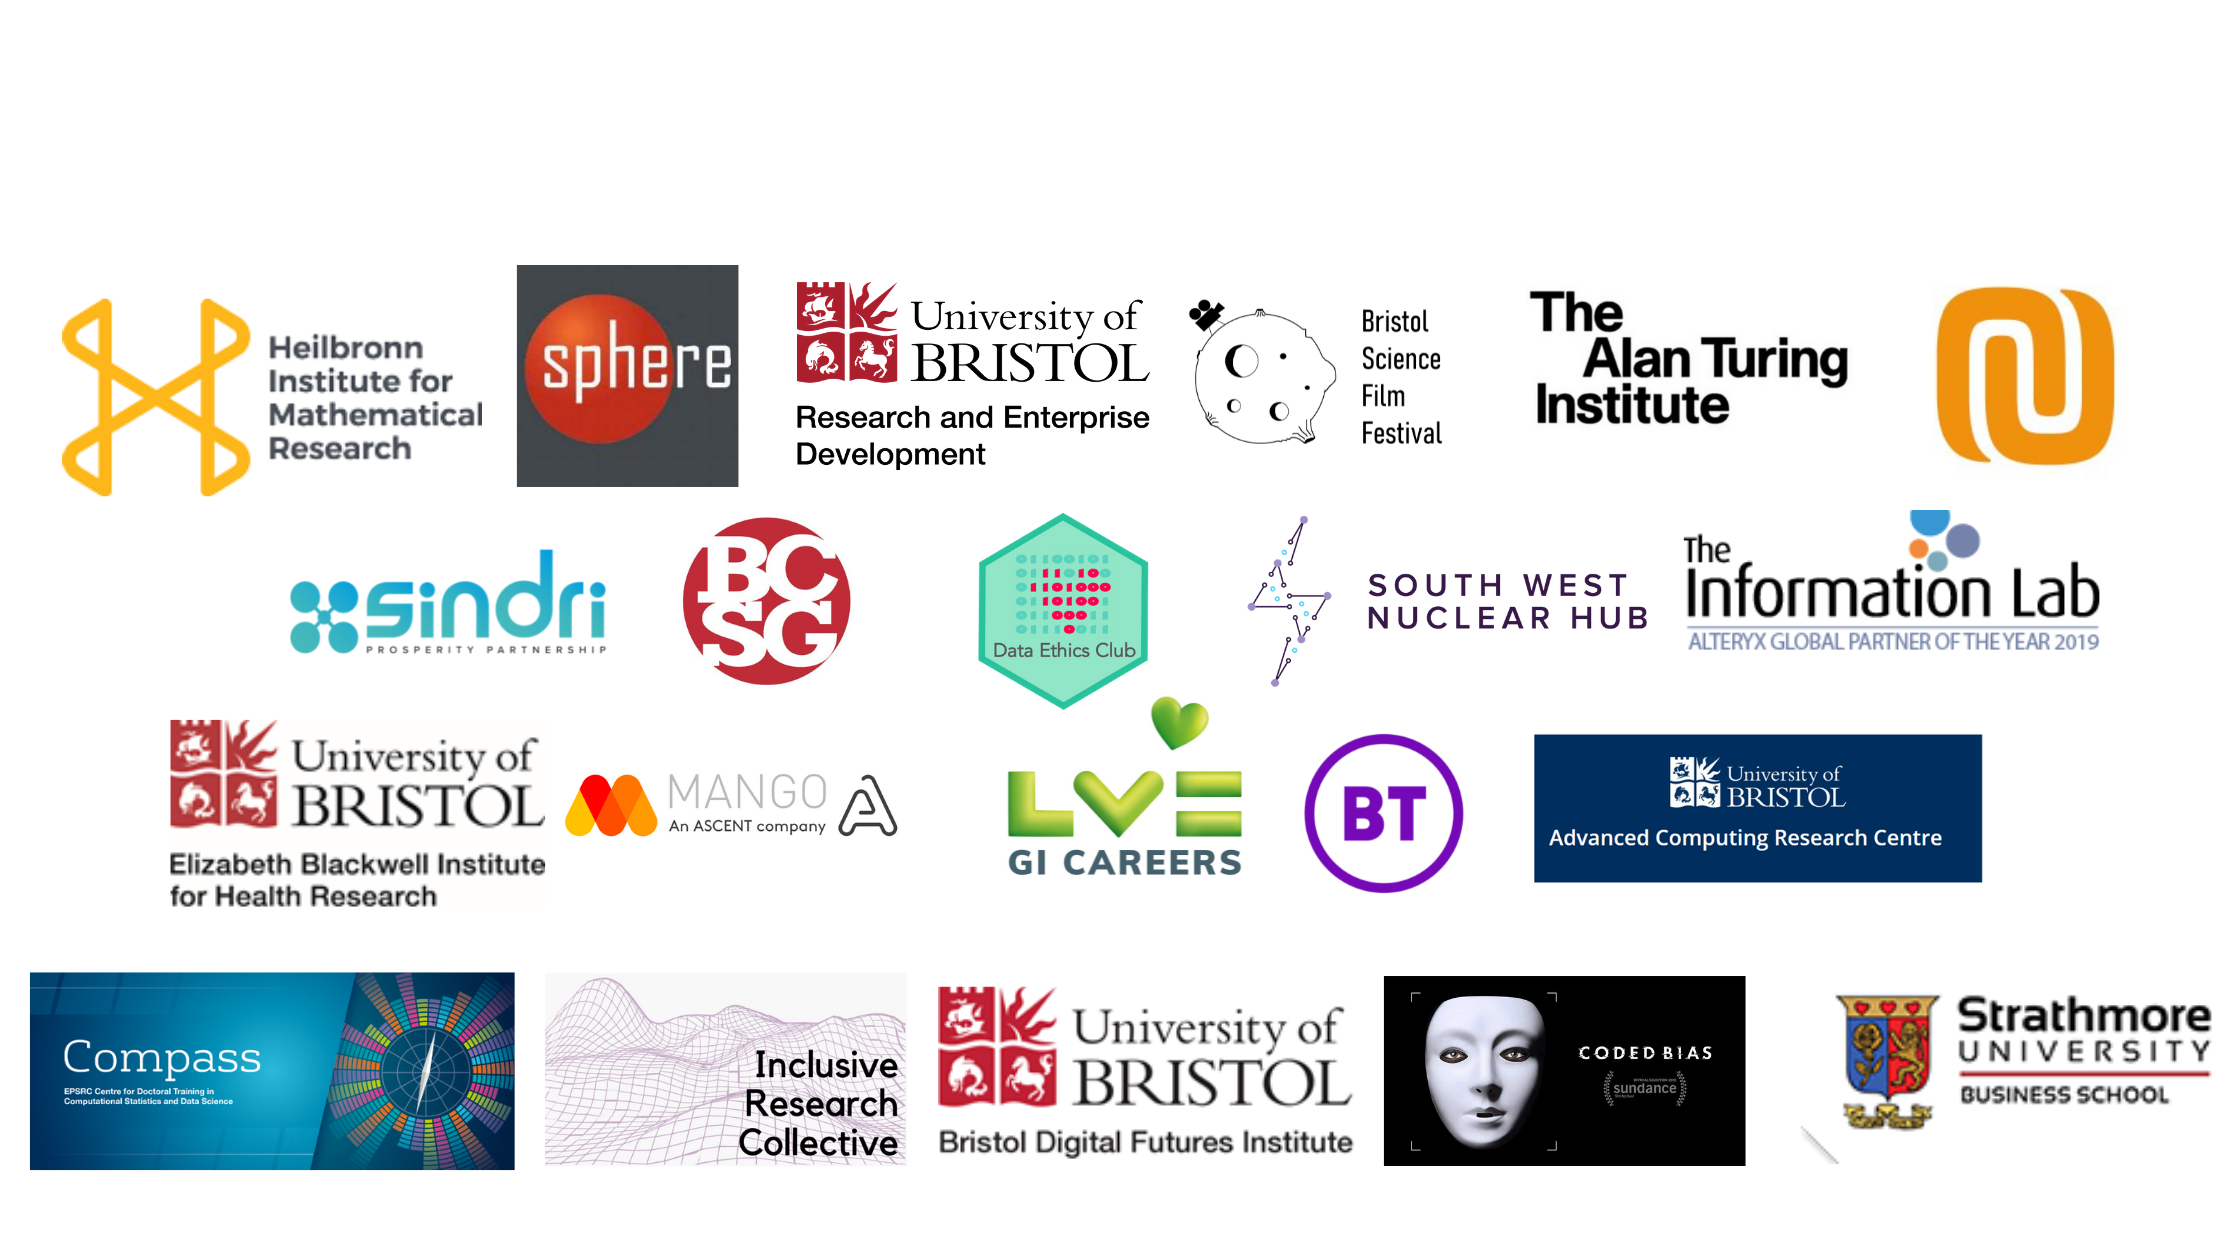 Heilbronn
Institute for
Mathematical
Research
sphere
University of
BRISTOL
Research and Enterprise
Development
Bristol
Science
Film
Festival
The
Alan Turing
Institute
sindri
PROSPERITY PARTNERSHIP
BC
SG
01100101
Data Ethics Club
SOUTH WEST
NUCLEAR HUB
The
Information Lab
ALTERYX GLOBAL PARTNER OF THE YEAR 2019
University of
BRISTOL
Elizabeth Blackwell Institute
for Health Research
MANGO
An ASCENT company
LVE
GI CAREERS
BT
University of
BRISTOL
Advanced Computing Research Centre
Compass
EPSRC Centre for Doctoral Training in
Computational Statistics and Data Science
Inclusive
Research
Collective
University of
BRISTOL
Bristol Digital Futures Institute
CODED BIAS
sundance
Strathmore
UNIVERSITY
BUSINESS SCHOOL